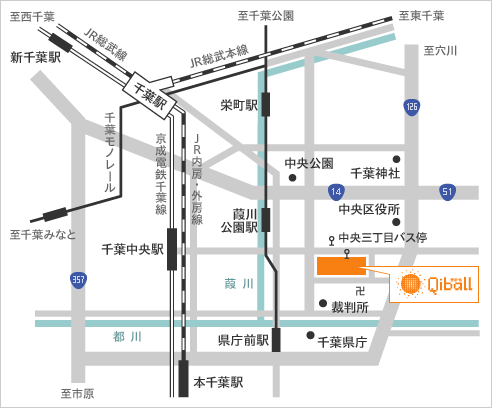 至西千葉
至千葉公園
至東千葉
JR総武線
JR総武本線
至穴川
新千葉駅
千葉駅
栄町駅
126
千葉モノレール
京成電鉄千葉線
JR内房・外房線
中央公園
千葉神社
14
51
葭川
公園駅
中央区役所
至千葉みなと
千葉中央駅
中央三丁目バス停
357
葭川
卍
Qiball
裁判所
都川
県庁前駅
千葉県庁
本千葉駅
至市原